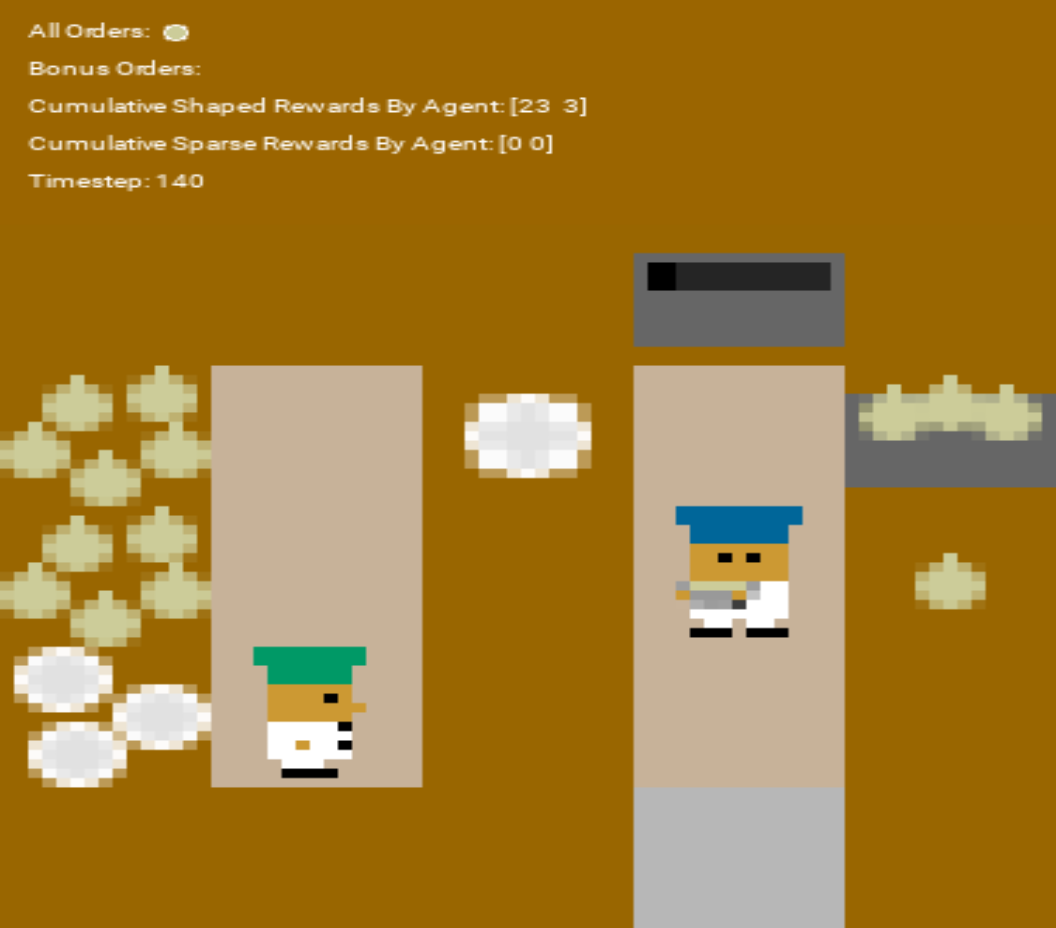 All Orders:
Bonus Orders:
Cumulative Shaped Rewards By Agent: [23 3]
Cumulative Sparse Rewards By Agent: [0 0]
Timestep: 140